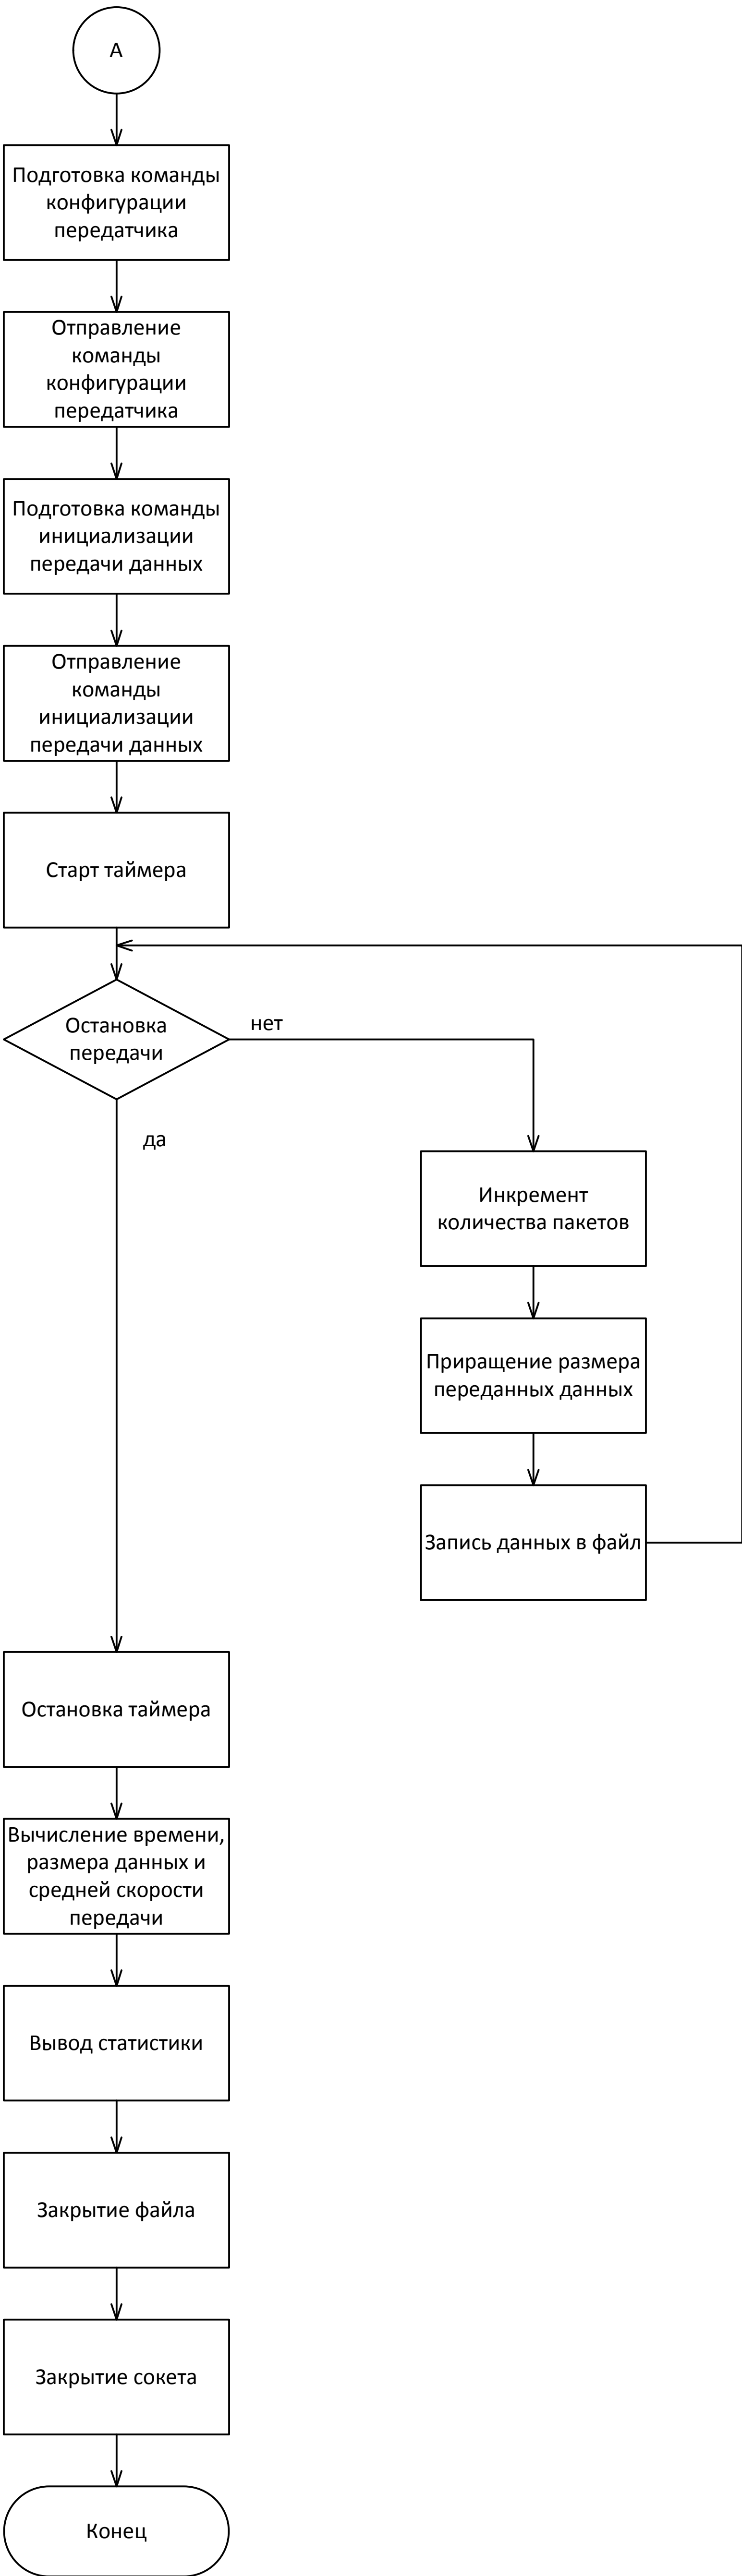 А
Подготовка команды
конфигурации
передатчика
Отправление
команды
конфигурации
передатчика
Подготовка команды
инициализации
передачи данных
Отправление
команды
инициализации
передачи данных
Старт таймера
Остановка
передачи
нет
да
Инкремент
количества пакетов
Приращение размера
переданных данных
Запись данных в файл
Остановка таймера
Вычисление времени,
размера данных и
средней скорости
передачи
Вывод статистики
Закрытие файла
Закрытие сокета
Конец